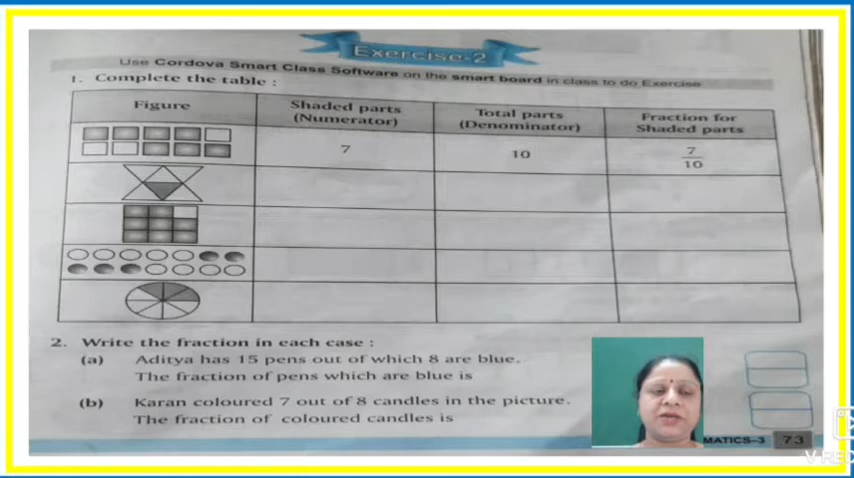 Exercise-2
Use Cordova Smart Class Software on the smart board in class to do Exercise
1. Complete the table :
Figure
Shaded parts
(Numerator)
Total parts
(Denominator)
Fraction for
Shaded parts
7
10
7
10
2. Write the fraction in each case :
(a) Aditya has 15 pens out of which 8 are blue.
The fraction of pens which are blue is
(b) Karan coloured 7 out of 8 candles in the picture.
The fraction of coloured candles is
MATICS–3 73
V-REC